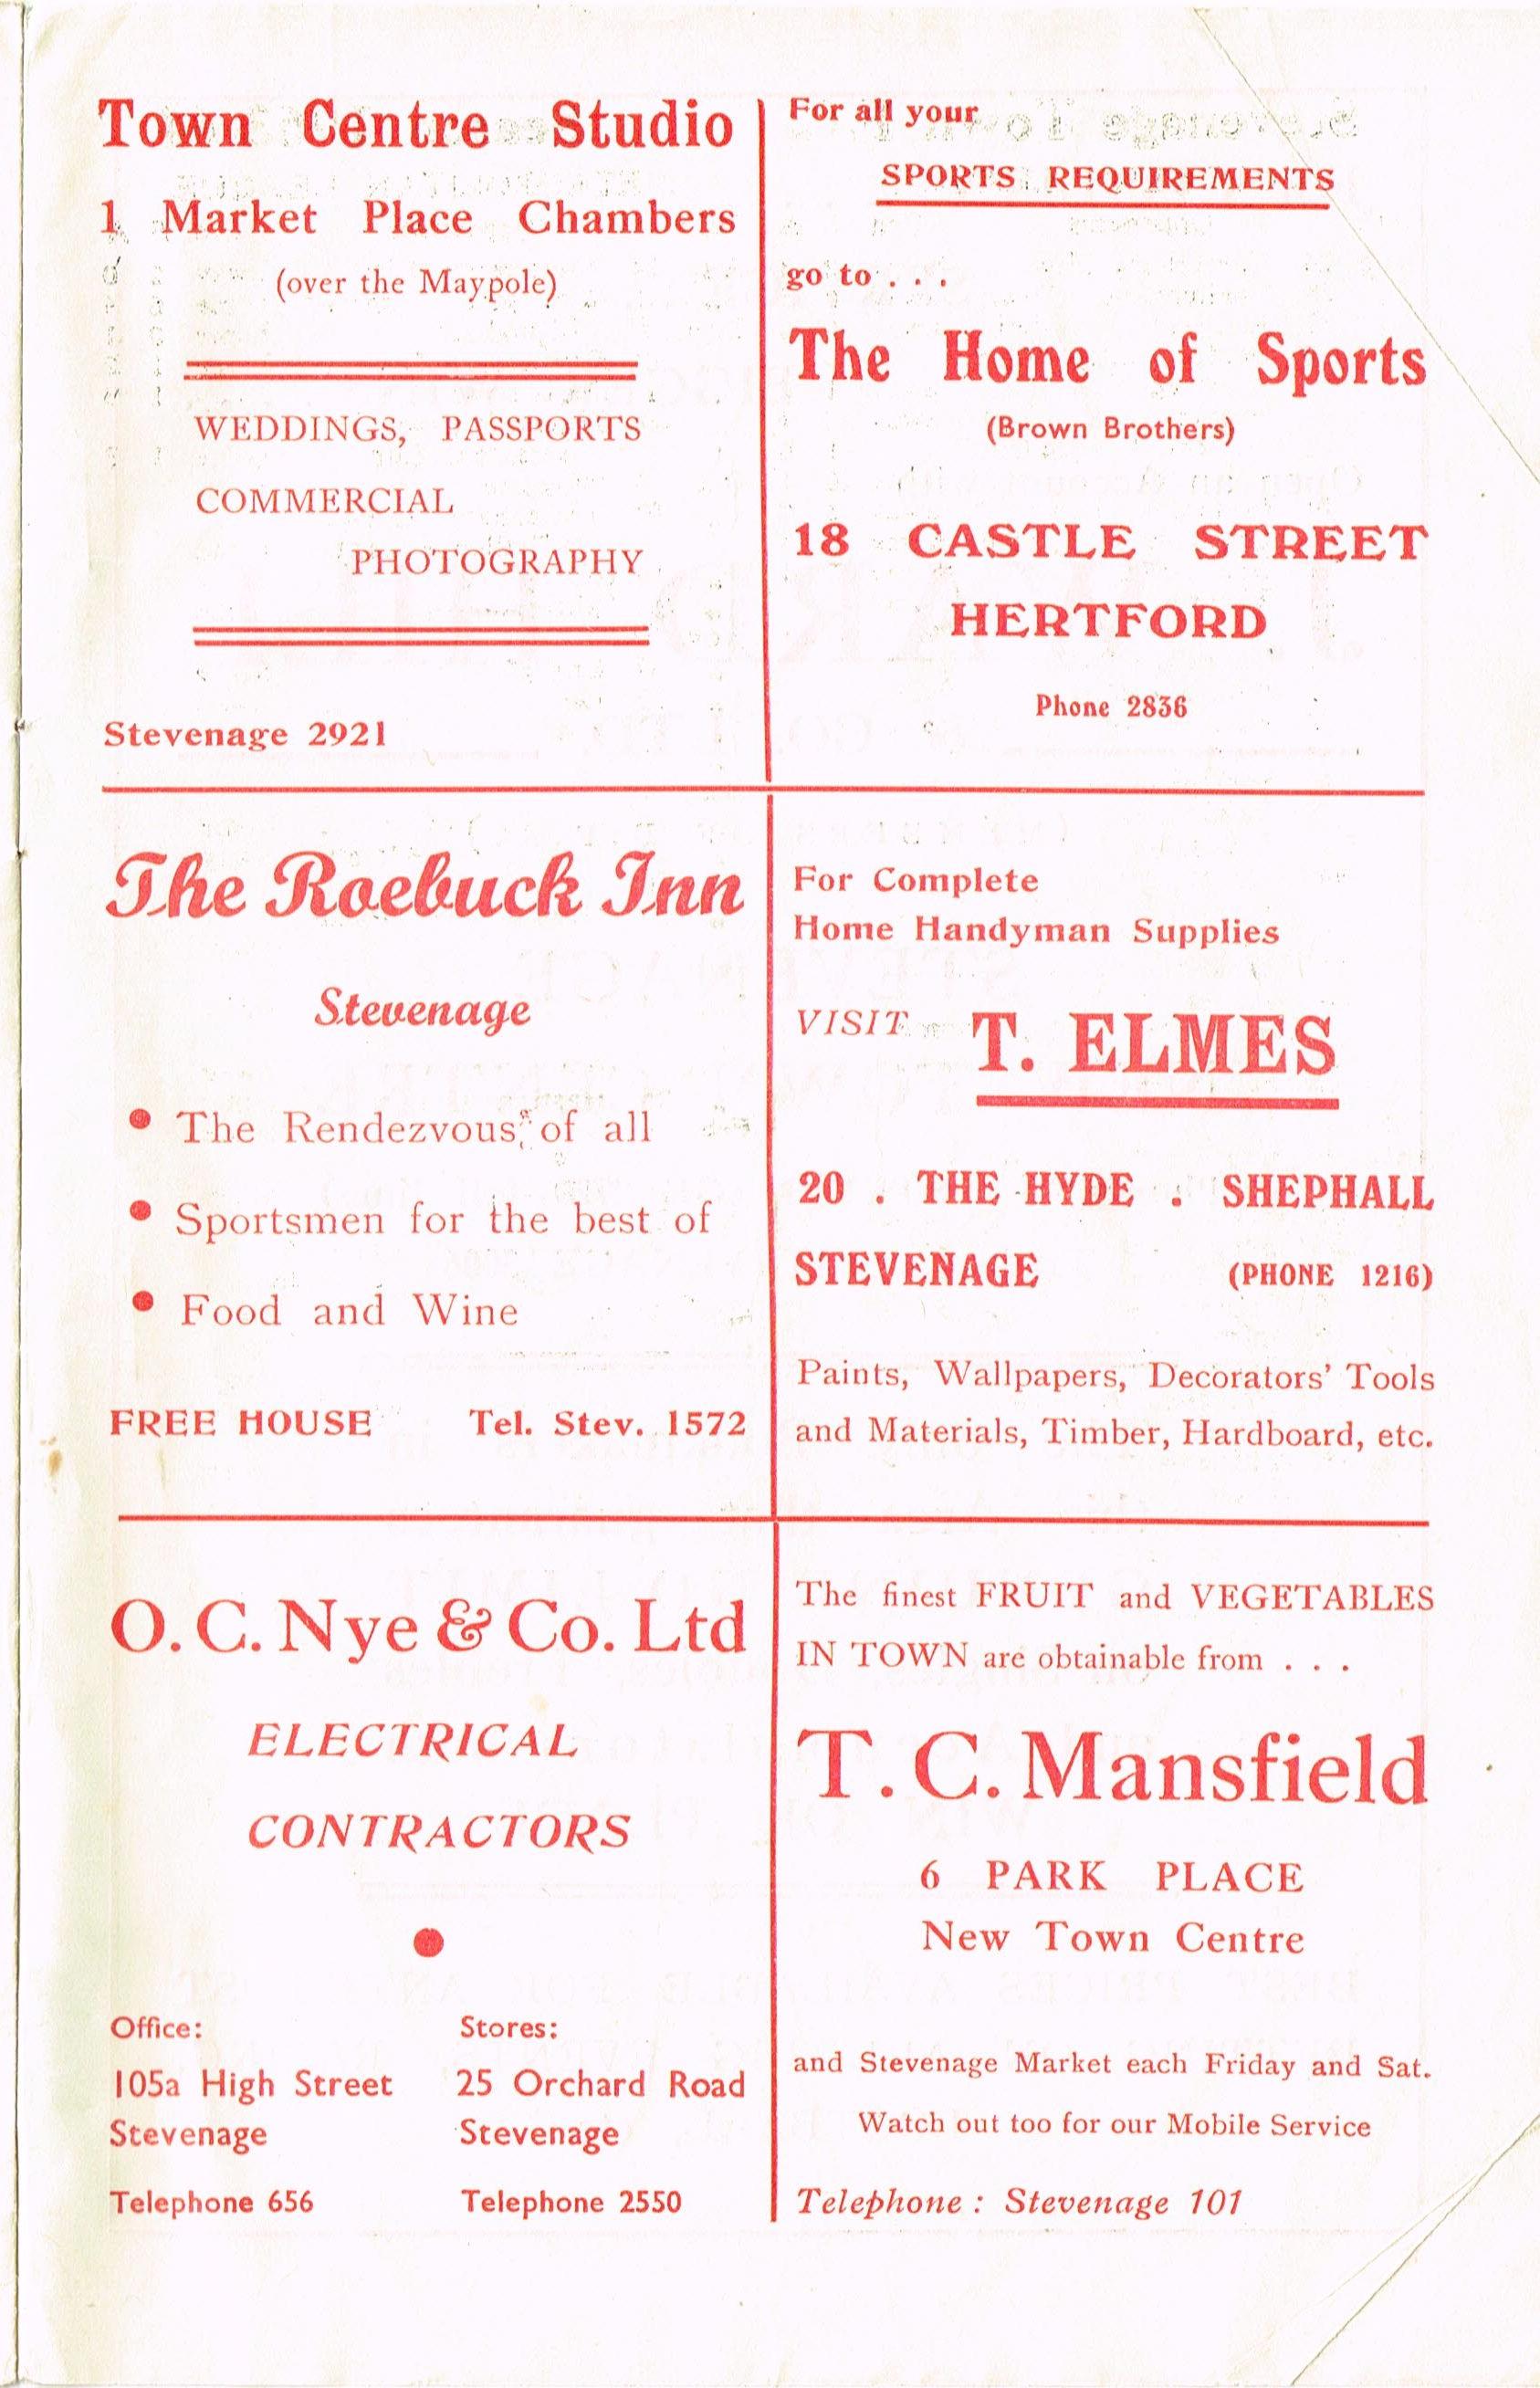 Town Centre Studio
1 Market Place Chambers
(over the Maypole)
WEDDINGS, PASSPORTS
COMMERCIAL
PHOTOGRAPHY
Stevenage 2921
For all your
SPORTS REQUIREMENTS
go to . . .
The Home of Sports
(Brown Brothers)
18 CASTLE STREET
HERTFORD
Phone 2836
The Roebuck Inn
Stevenage
• The Rendezvous of all
• Sportsmen for the best of
• Food and Wine
FREE HOUSE Tel. Stev. 1572
For Complete
Home Handyman Supplies
VISIT T. ELMES
20 . THE HYDE . SHEPHALL
STEVENAGE (PHONE 1216)
Paints, Wallpapers, Decorators' Tools
and Materials, Timber, Hardboard, etc.
O. C. Nye & Co. Ltd
ELECTRICAL
CONTRACTORS
Office: Stores:
105a High Street 25 Orchard Road
Stevenage Stevenage
Telephone 656 Telephone 2550
The finest FRUIT and VEGETABLES
IN TOWN are obtainable from . . .
T. C. Mansfield
6 PARK PLACE
New Town Centre
and Stevenage Market each Friday and Sat.
Watch out too for our Mobile Service
Telephone : Stevenage 101